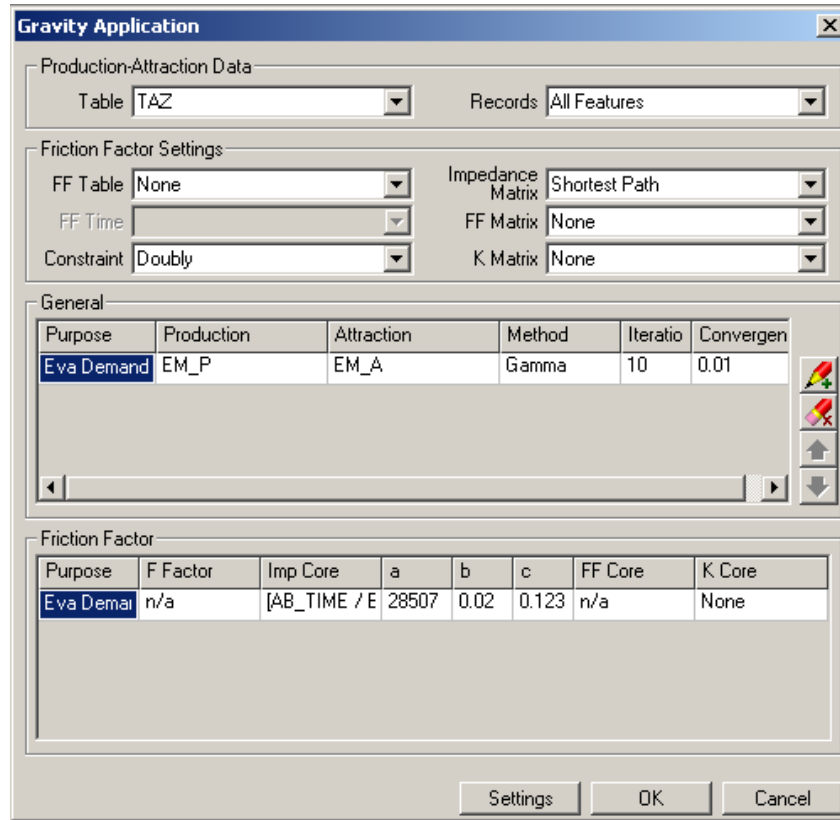 Gravity Application
Production-Attraction Data
Table TAZ Records All Features
Friction Factor Settings
FF Table None Impedance Matrix Shortest Path
FF Time FF Matrix None
Constraint Doubly K Matrix None
General
Purpose Production Attraction Method Iteratio Convergen
Eva Demand EM_P EM_A Gamma 10 0.01
Friction Factor
Purpose F Factor Imp Core a b c FF Core K Core
Eva Demai n/a [AB_TIME / E 28507 0.02 0.123 n/a None
Settings OK Cancel